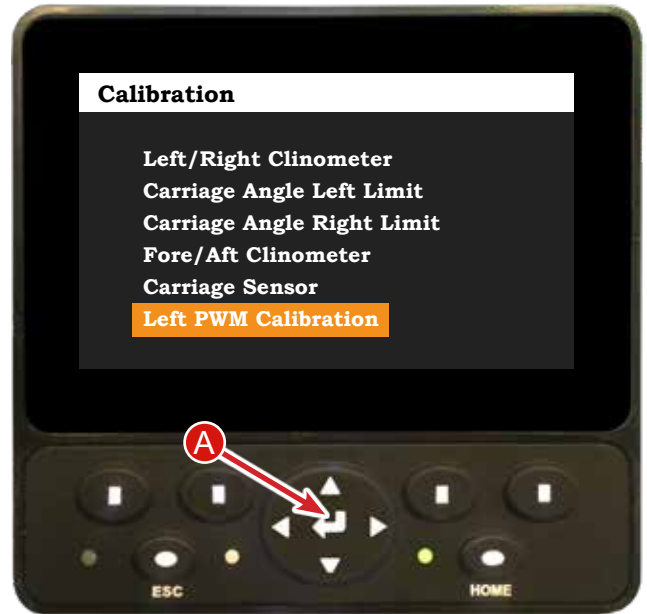 Calibration
Left/Right Clinometer
Carriage Angle Left Limit
Carriage Angle Right Limit
Fore/Aft Clinometer
Carriage Sensor
Left PWM Calibration
A
ESC
HOME